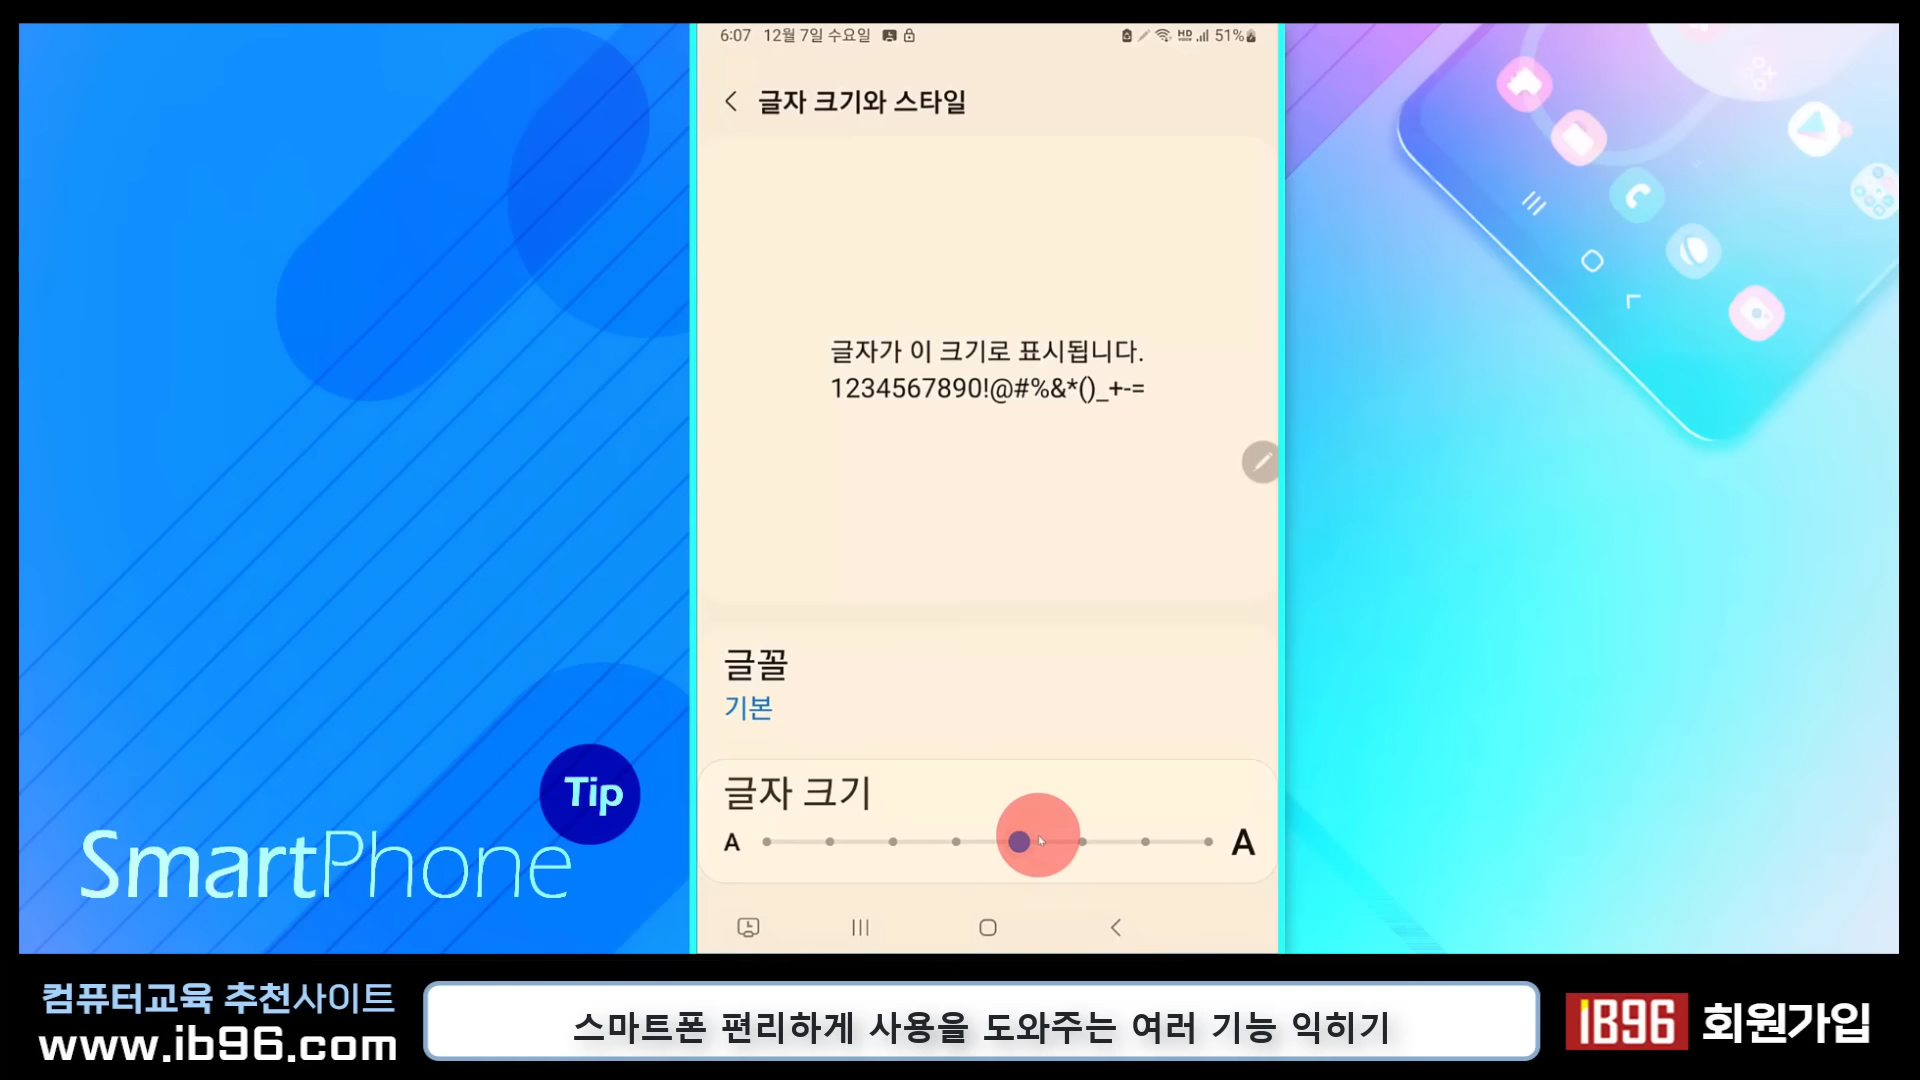 6:07 12월 7일 수요일
HD 51%
글자 크기와 스타일
글자가 이 크기로 표시됩니다.
1234567890!@#%&*()_+-=
글꼴
기본
글자 크기
A A
Tip
SmartPhone
컴퓨터교육 추천사이트
www.ib96.com
스마트폰 편리하게 사용을 도와주는 여러 기능 익히기
IB96 회원가입